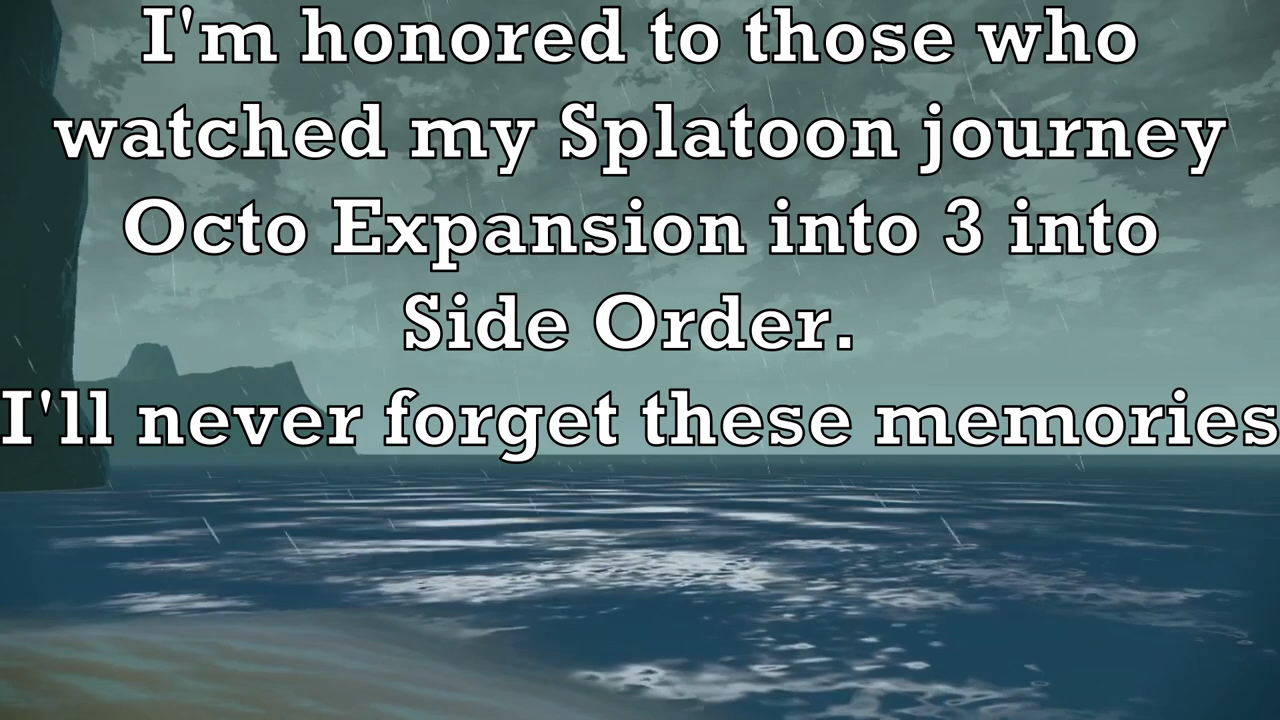 I'm honored to those who
watched my Splatoon journey
Octo Expansion into 3 into
Side Order.
I'll never forget these memories